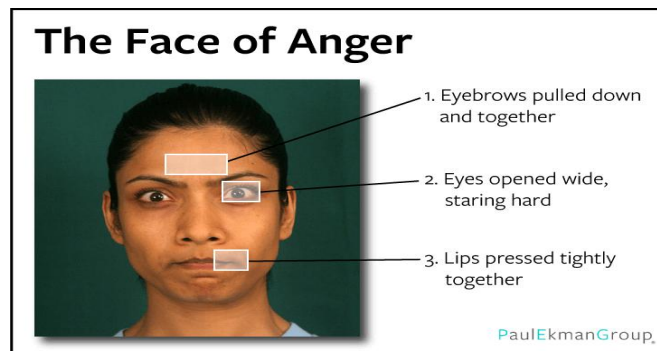 The Face of Anger
1. Eyebrows pulled down
and together
2. Eyes opened wide,
staring hard
3. Lips pressed tightly
together
PaulEkmanGroup